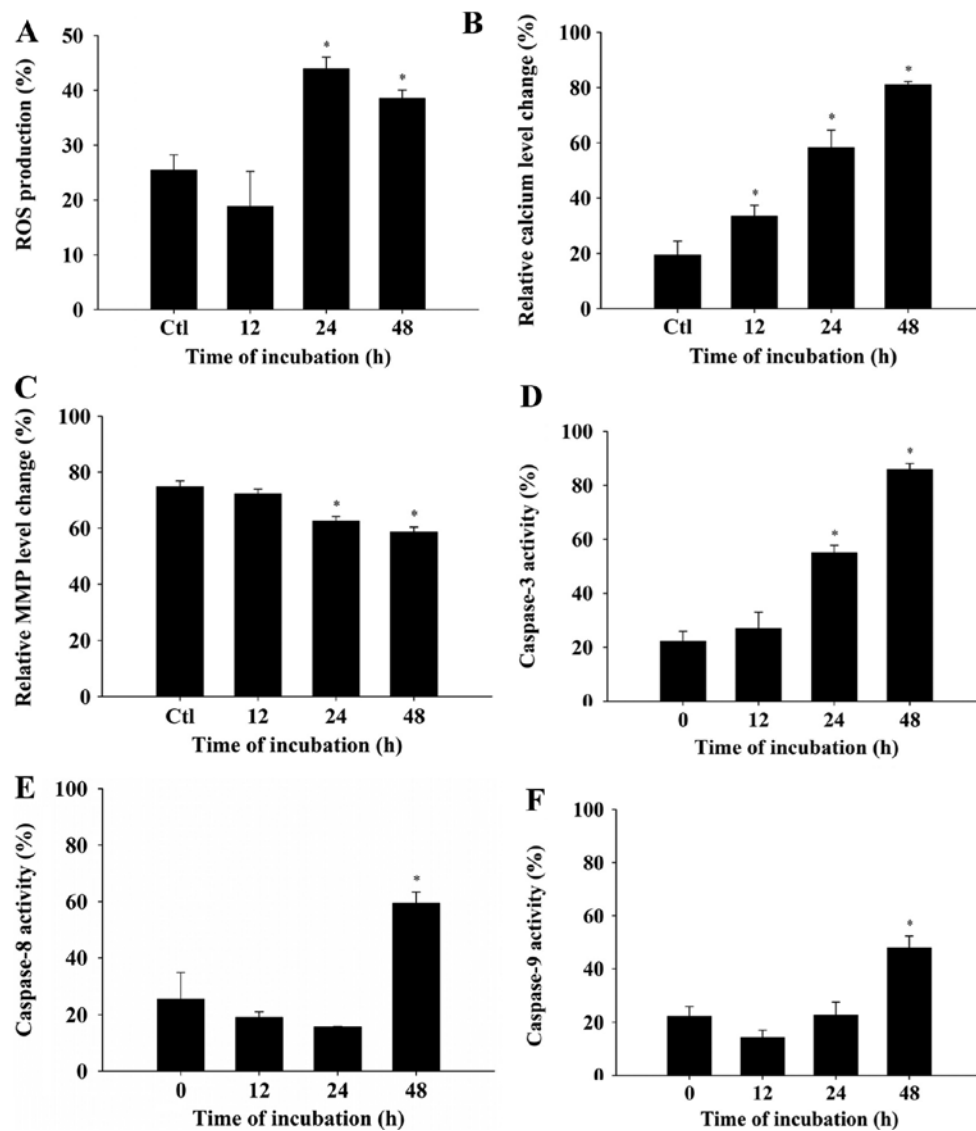 A
ROS production (%)
50
40
30
20
10
0
*
*
Ctl 12 24 48
Time of incubation (h)
B
Relative calcium level change (%)
100
80
60
40
20
0
*
*
*
Ctl 12 24 48
Time of incubation (h)
C
Relative MMP level change (%)
100
80
60
40
20
0
*
*
Ctl 12 24 48
Time of incubation (h)
D
Caspase-3 activity (%)
100
80
60
40
20
0
*
*
0 12 24 48
Time of incubation (h)
E
Caspase-8 activity (%)
100
80
60
40
20
0
*
0 12 24 48
Time of incubation (h)
F
Caspase-9 activity (%)
100
80
60
40
20
0
*
0 12 24 48
Time of incubation (h)